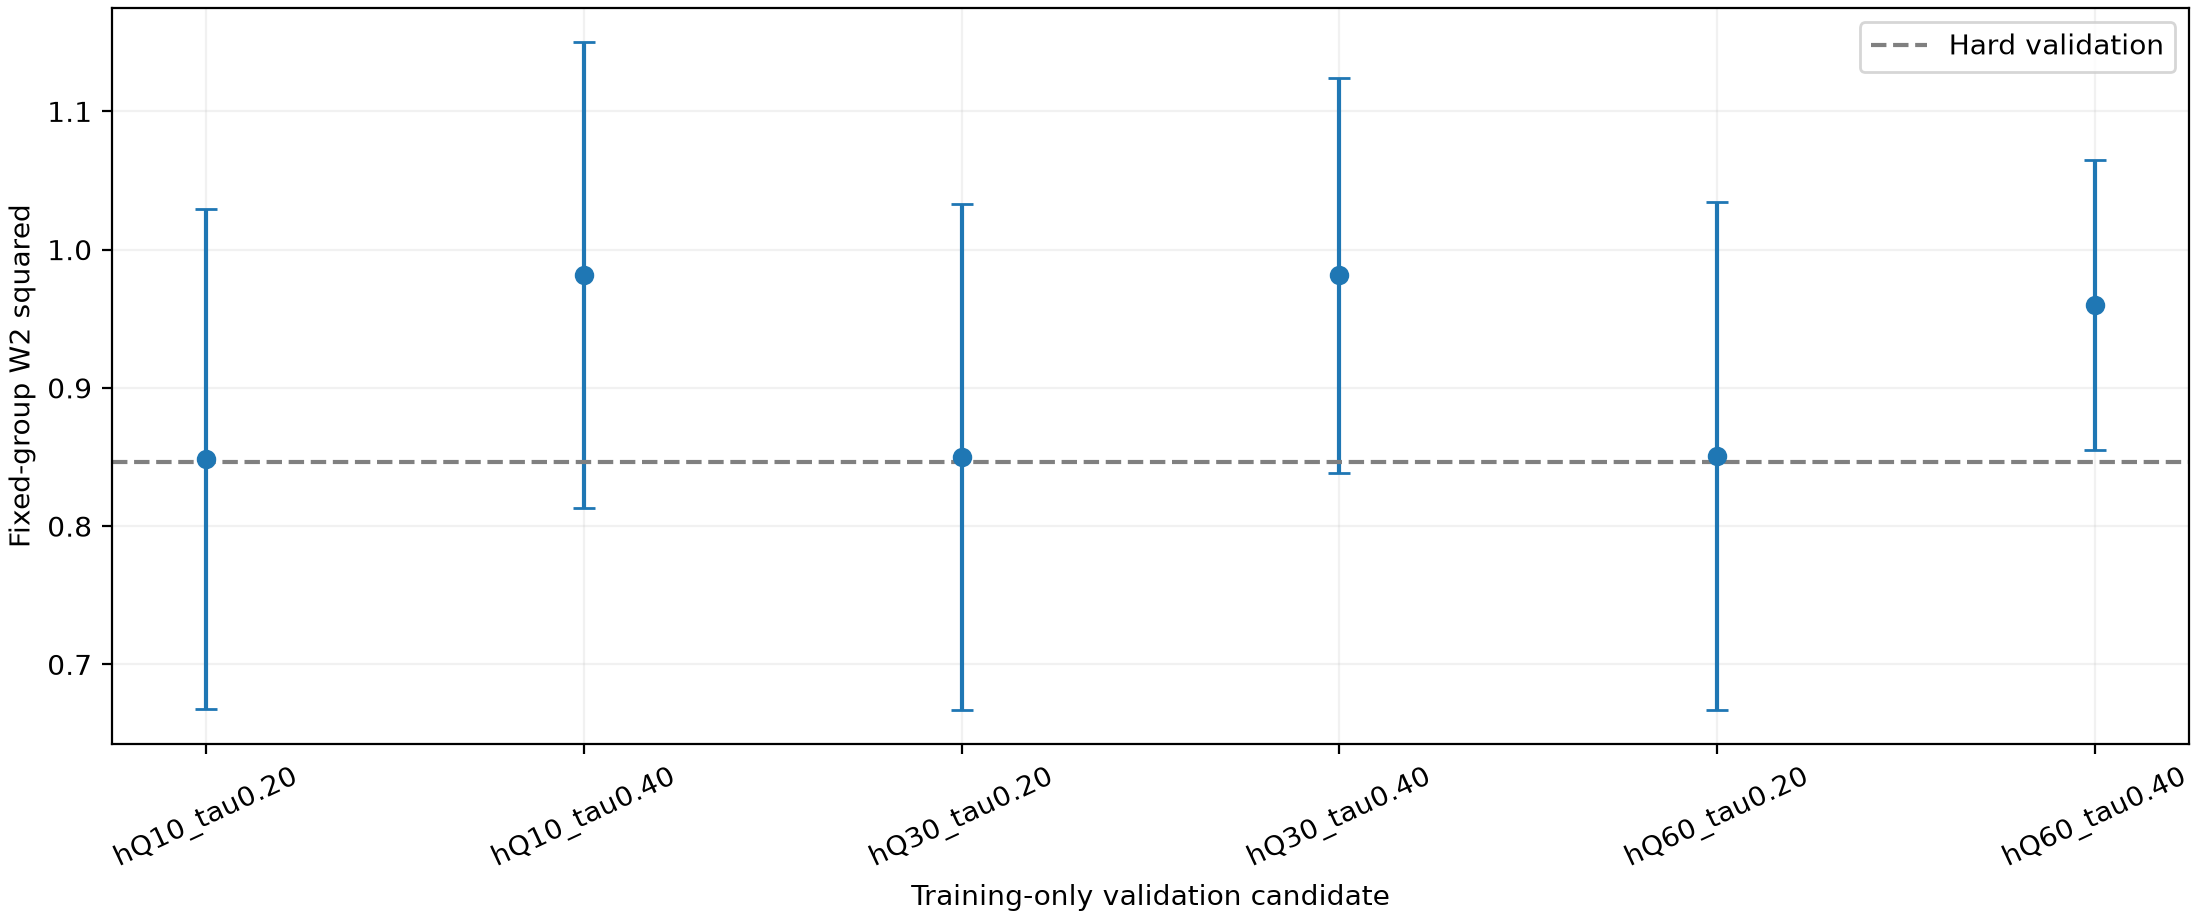 Hard validation
1.1
1.0
0.9
0.8
0.7
Fixed-group W2 squared
hQ10_tau0.20
hQ10_tau0.40
hQ30_tau0.20
hQ30_tau0.40
hQ60_tau0.20
hQ60_tau0.40
Training-only validation candidate